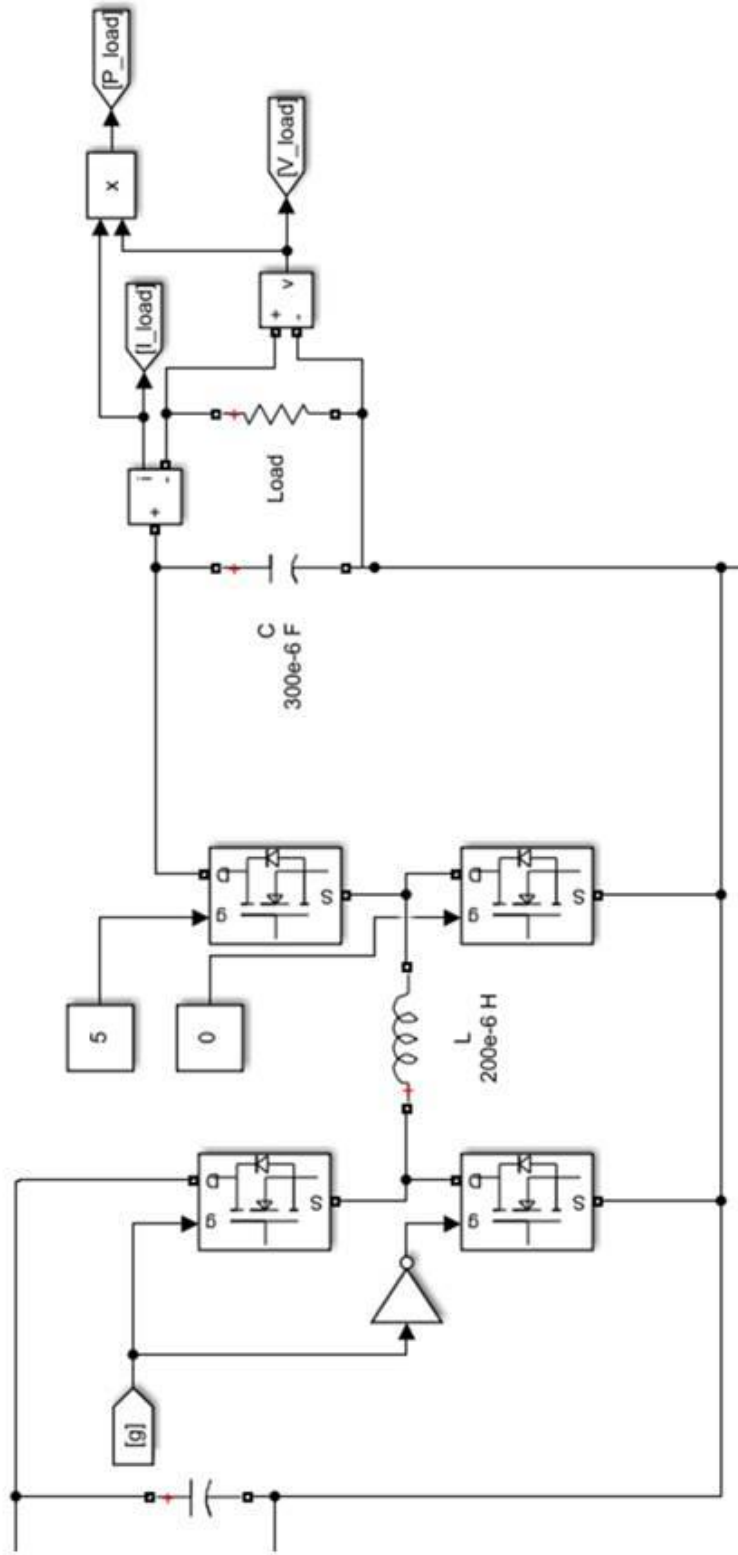 [g]
g
D
S
g
D
S
5
0
g
D
S
g
D
S
+
L
200e-6 H
+
+
C
300e-6 F
+
-
i
[I_load]
+
Load
+
-
v
[V_load]
x
[P_load]